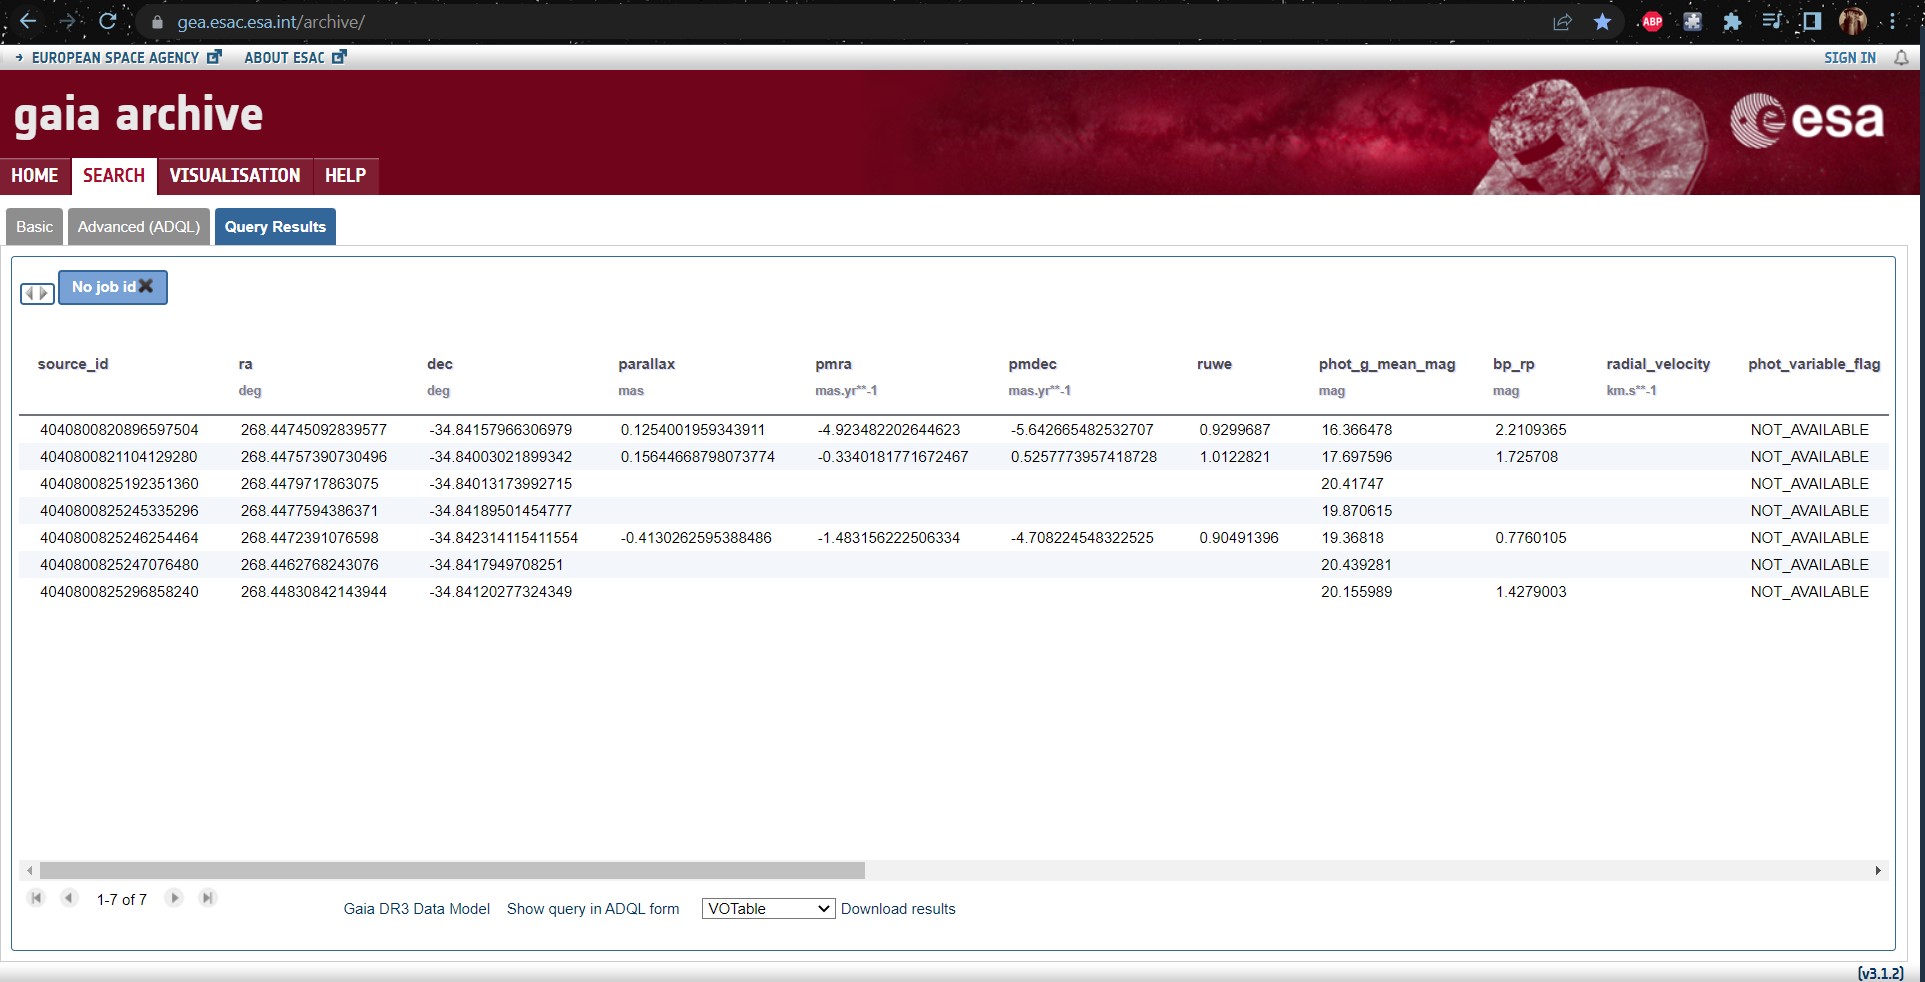 gea.esac.esa.int/archive/
ABP
EUROPEAN SPACE AGENCY ABOUT ESAC SIGN IN
gaia archive
esa
HOME SEARCH VISUALISATION HELP
Basic Advanced (ADQL) Query Results
No job id
source_id ra dec parallax pmra pmdec ruwe phot_g_mean_mag bp_rp radial_velocity phot_variable_flag
deg deg mas mas.yr**-1 mas.yr**-1 mag mag km.s**-1
4040800820896597504 268.44745092839577 -34.84157966306979 0.1254001959343911 -4.923482202644623 -5.642665482532707 0.9299687 16.366478 2.2109365 NOT_AVAILABLE
4040800821104129280 268.44757390730496 -34.84003021899342 0.15644668798073774 -0.3340181771672467 0.5257773957418728 1.0122821 17.697596 1.725708 NOT_AVAILABLE
4040800825192351360 268.4479717863075 -34.84013173992715 20.41747 NOT_AVAILABLE
4040800825245335296 268.4477594386371 -34.84189501454777 19.870615 NOT_AVAILABLE
4040800825246254464 268.4472391076598 -34.842314115411554 -0.4130262595388486 -1.483156222506334 -4.708224548322525 0.90491396 19.36818 0.7760105 NOT_AVAILABLE
4040800825247076480 268.4462768243076 -34.8417949708251 20.439281 NOT_AVAILABLE
4040800825296858240 268.44830842143944 -34.84120277324349 20.155989 1.4279003 NOT_AVAILABLE
1-7 of 7
Gaia DR3 Data Model Show query in ADQL form VOTable Download results
(v3.1.2)